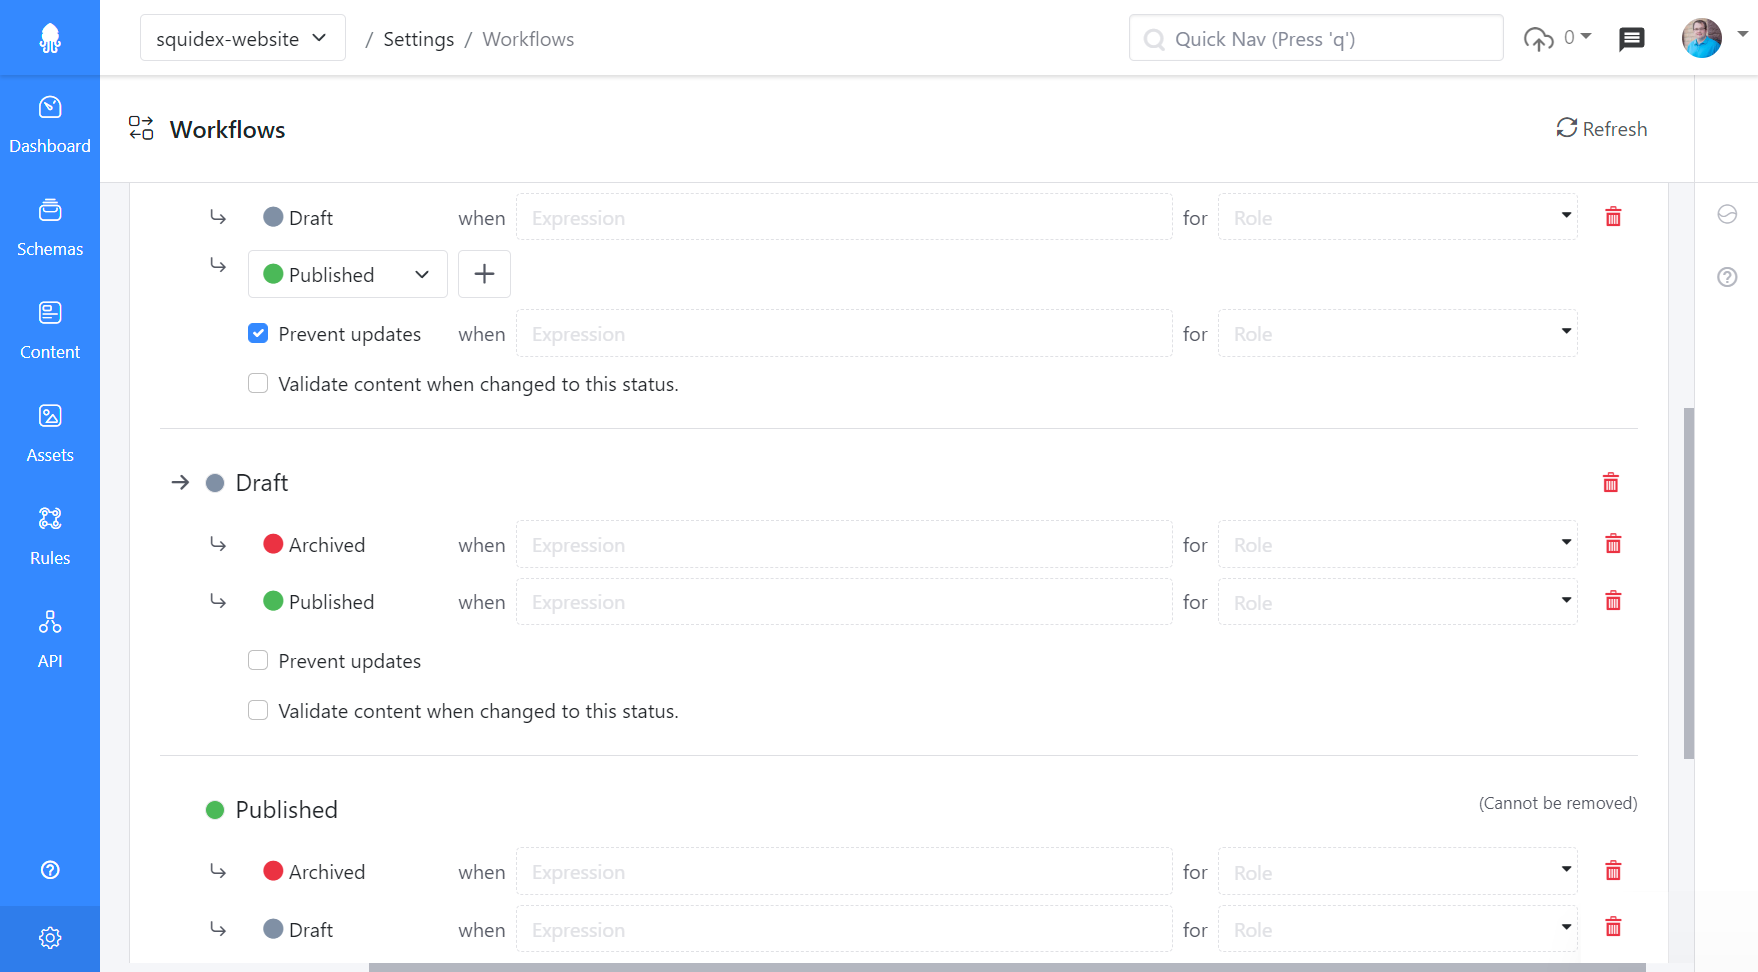 squidex-website / Settings / Workflows
Quick Nav (Press 'q')
0
Dashboard
Schemas
Content
Assets
Rules
API
Workflows
Refresh
Draft when Expression for Role
Published
Prevent updates when Expression for Role
Validate content when changed to this status.
Draft
Archived when Expression for Role
Published when Expression for Role
Prevent updates
Validate content when changed to this status.
Published
(Cannot be removed)
Archived when Expression for Role
Draft when Expression for Role